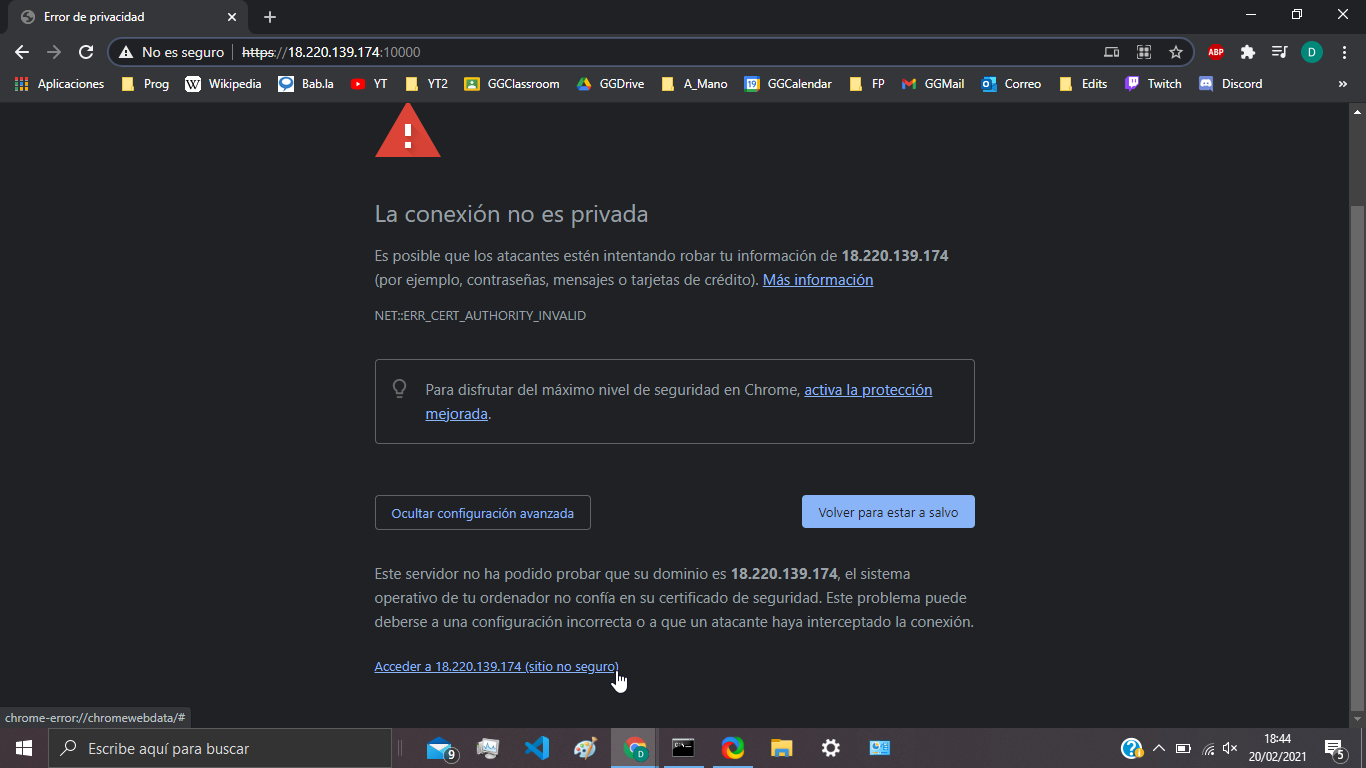 Error de privacidad
No es seguro
https://18.220.139.174:10000
ABP
D
Aplicaciones
Prog
W
Wikipedia
Bab.la
YT
YT2
GGClassroom
GGDrive
A_Mano
19
GGCalendar
FP
GGMail
Correo
Edits
Twitch
Discord
»
!
La conexión no es privada
Es posible que los atacantes estén intentando robar tu información de 18.220.139.174
(por ejemplo, contraseñas, mensajes o tarjetas de crédito). Más información
NET::ERR_CERT_AUTHORITY_INVALID
Para disfrutar del máximo nivel de seguridad en Chrome, activa la protección
mejorada.
Ocultar configuración avanzada
Volver para estar a salvo
Este servidor no ha podido probar que su dominio es 18.220.139.174, el sistema
operativo de tu ordenador no confía en su certificado de seguridad. Este problema puede
deberse a una configuración incorrecta o a que un atacante haya interceptado la conexión.
Acceder a 18.220.139.174 (sitio no seguro)
chrome-error://chromewebdata/#
Escribe aquí para buscar
9
D
?
18:44
20/02/2021
5